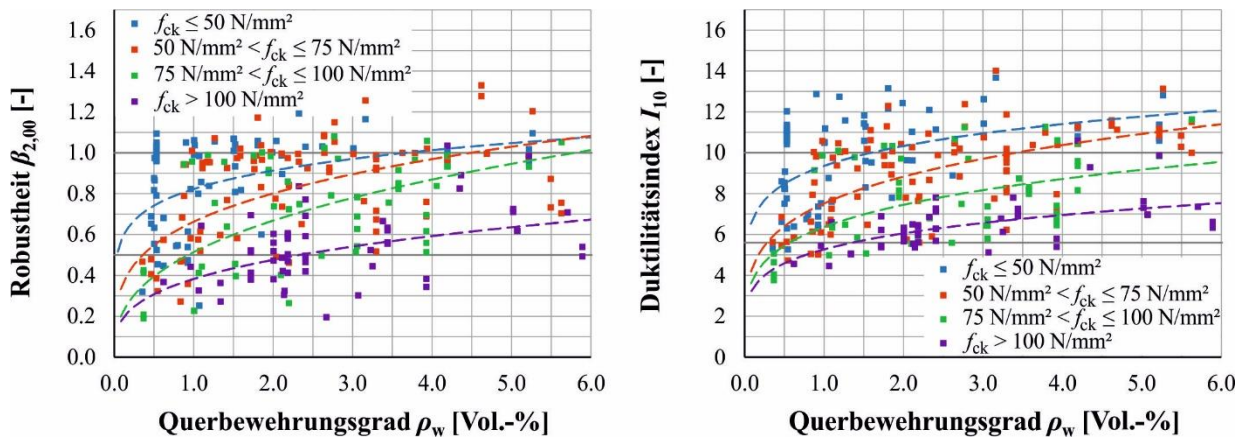 1.6
1.4
1.2
1.0
0.8
0.6
0.4
0.2
0.0
Robustheit β2,00 [-]
fck ≤ 50 N/mm²
50 N/mm² < fck ≤ 75 N/mm²
75 N/mm² < fck ≤ 100 N/mm²
fck > 100 N/mm²
0.0 1.0 2.0 3.0 4.0 5.0 6.0
Querbewehrungsgrad ρw [Vol.-%]
16
14
12
10
8
6
4
2
0
Duktilitätsindex I10 [-]
fck ≤ 50 N/mm²
50 N/mm² < fck ≤ 75 N/mm²
75 N/mm² < fck ≤ 100 N/mm²
fck > 100 N/mm²
0.0 1.0 2.0 3.0 4.0 5.0 6.0
Querbewehrungsgrad ρw [Vol.-%]